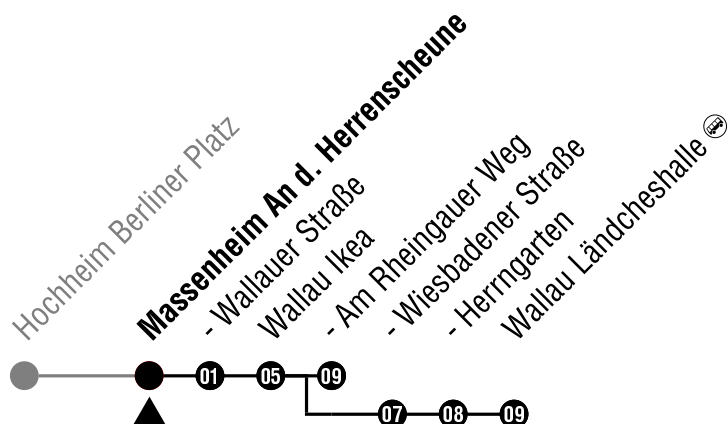 Hochheim Berliner Platz
Massenheim An d. Herrenscheune
- Wallauer Straße
Wallau Ikea
- Am Rheingauer Weg
- Wiesbadener Straße
- Herrngarten
Wallau Ländcheshalle
01 05 09
07 08 09